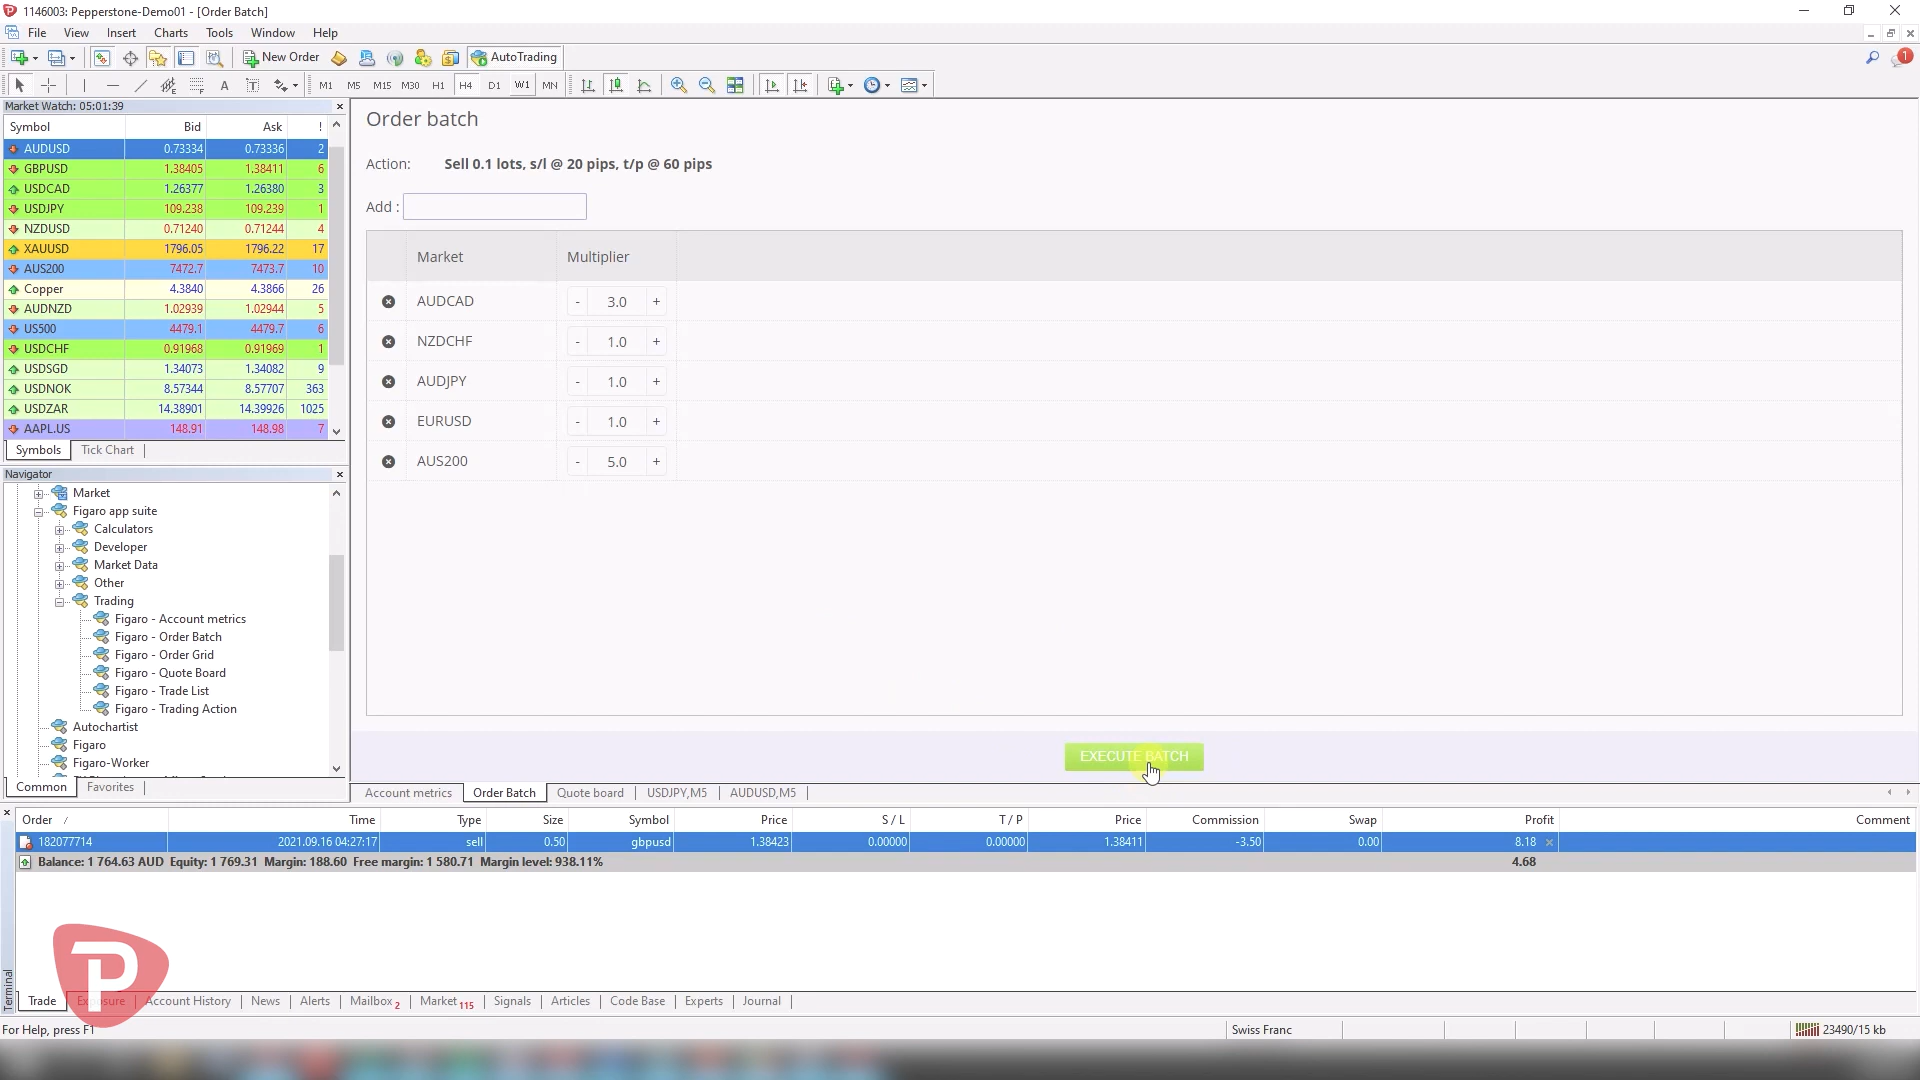 1146003: Pepperstone-Demo01 - [Order Batch]
File View Insert Charts Tools Window Help
New Order AutoTrading 1
A T M1 M5 M15 M30 H1 H4 D1 W1 MN
Market Watch: 05:01:39
Symbol Bid Ask !
AUDUSD 0.73334 0.73336 2
GBPUSD 1.38405 1.38411 6
USDCAD 1.26377 1.26380 3
USDJPY 109.238 109.239 1
NZDUSD 0.71240 0.71244 4
XAUUSD 1796.05 1796.22 17
AUS200 7472.7 7473.7 10
Copper 4.3840 4.3866 26
AUDNZD 1.02939 1.02944 5
US500 4479.1 4479.7 6
USDCHF 0.91968 0.91969 1
USDSGD 1.34073 1.34082 9
USDNOK 8.57344 8.57707 363
USDZAR 14.38901 14.39926 1025
AAPL.US 148.91 148.98 7
Symbols Tick Chart
Navigator
Market
Figaro app suite
Calculators
Developer
Market Data
Other
Trading
Figaro - Account metrics
Figaro - Order Batch
Figaro - Order Grid
Figaro - Quote Board
Figaro - Trade List
Figaro - Trading Action
Autochartist
Figaro
Figaro-Worker
Common Favorites
Order batch
Action: Sell 0.1 lots, s/l @ 20 pips, t/p @ 60 pips
Add :
Market Multiplier
AUDCAD - 3.0 +
NZDCHF - 1.0 +
AUDJPY - 1.0 +
EURUSD - 1.0 +
AUS200 - 5.0 +
EXECUTE BATCH
Account metrics Order Batch Quote board USDJPY,M5 AUDUSD,M5
Order / Time Type Size Symbol Price S / L T / P Price Commission Swap Profit Comment
182077714 2021.09.16 04:27:17 sell 0.50 gbpusd 1.38423 0.00000 0.00000 1.38411 -3.50 0.00 8.18
Balance: 1 764.63 AUD Equity: 1 769.31 Margin: 188.60 Free margin: 1 580.71 Margin level: 938.11% 4.68
P
Terminal
Trade Exposure Account History News Alerts Mailbox 2 Market 115 Signals Articles Code Base Experts Journal
For Help, press F1 Swiss Franc 23490/15 kb